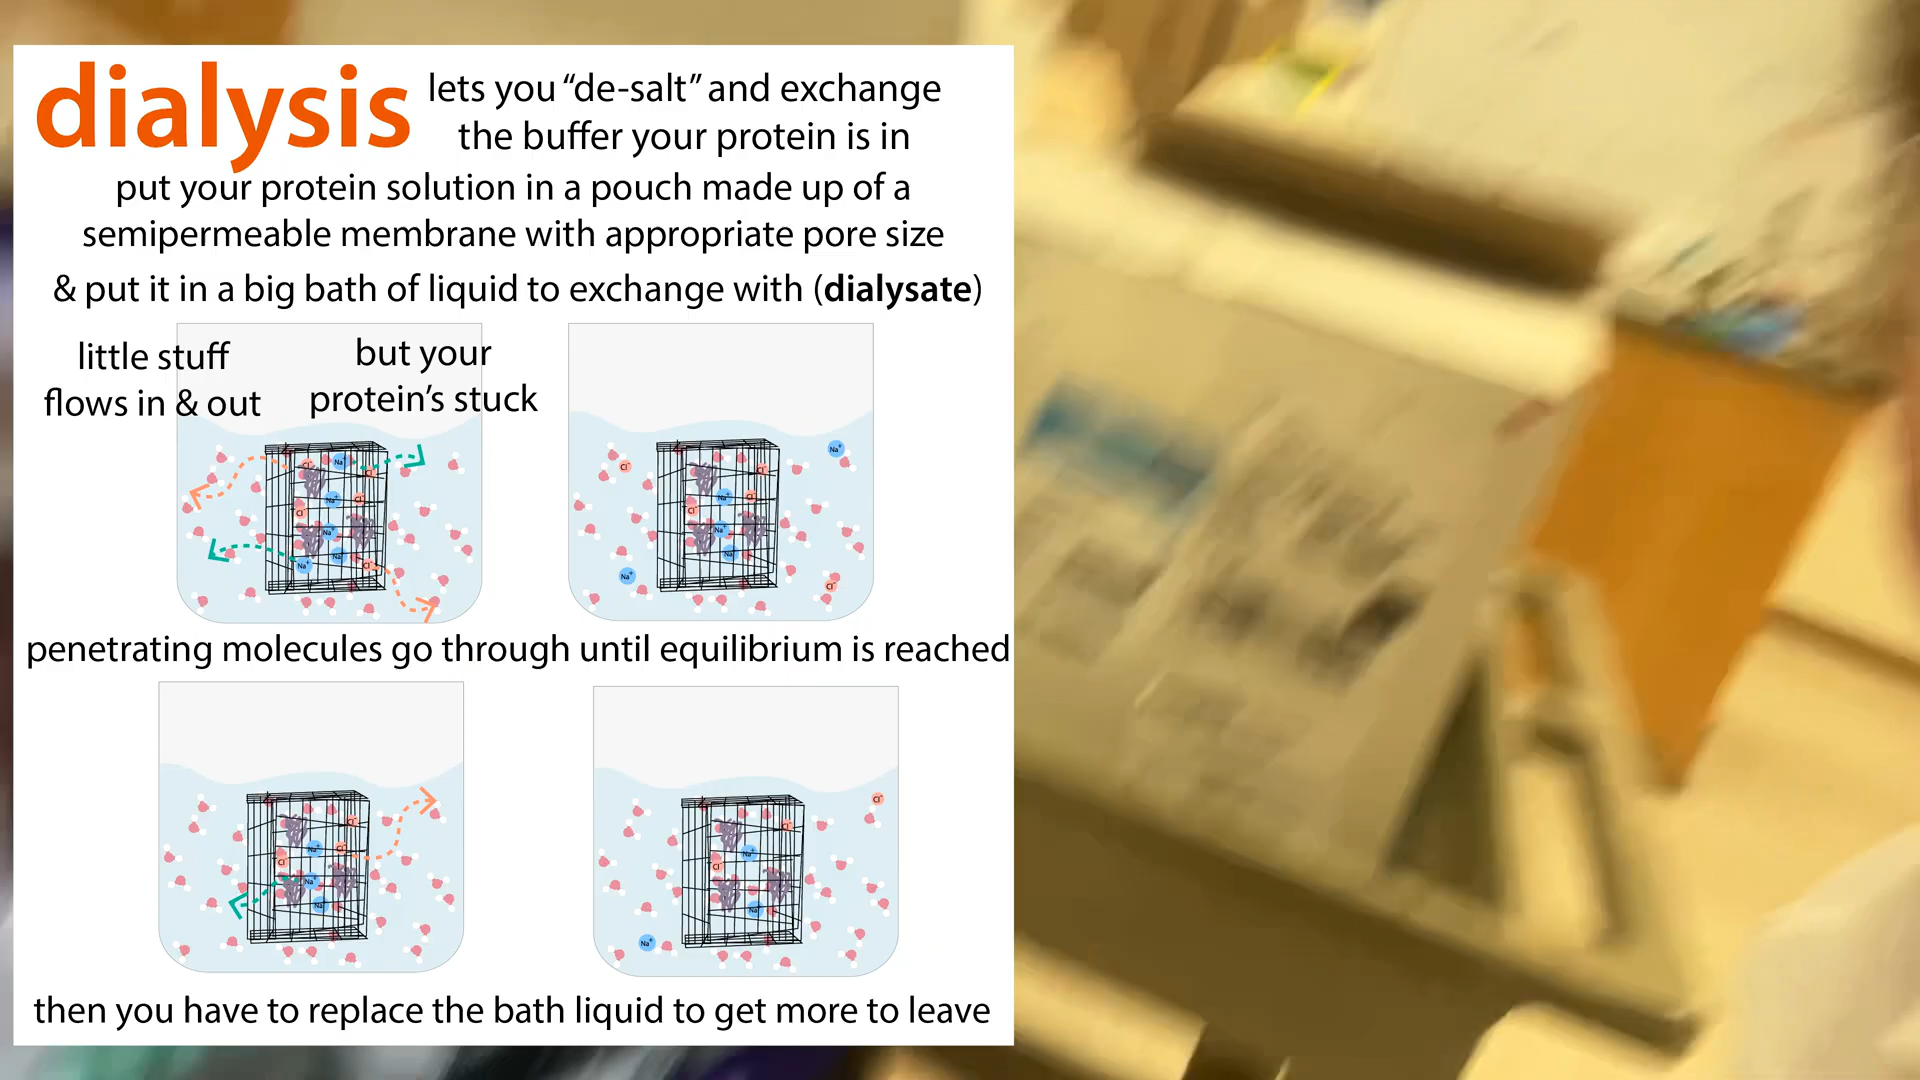 dialysis lets you “de-salt” and exchange
the buffer your protein is in
put your protein solution in a pouch made up of a
semipermeable membrane with appropriate pore size
& put it in a big bath of liquid to exchange with (dialysate)
little stuff
flows in & out
but your
protein’s stuck
penetrating molecules go through until equilibrium is reached
then you have to replace the bath liquid to get more to leave